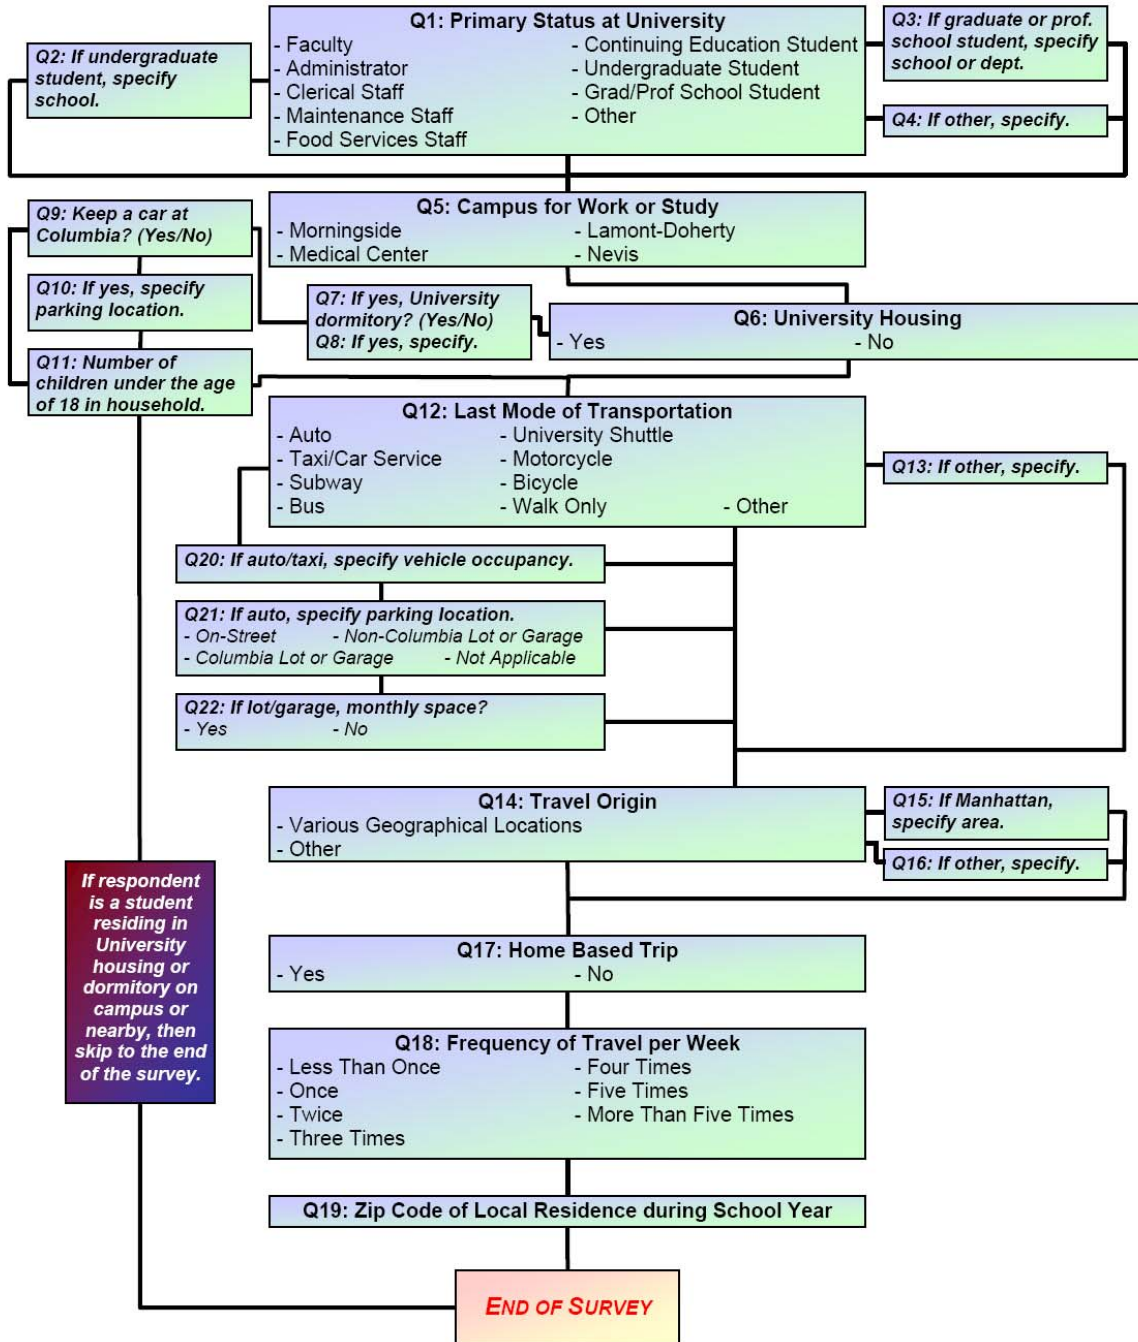 Q1: Primary Status at University
- Faculty
- Administrator
- Clerical Staff
- Maintenance Staff
- Food Services Staff
- Continuing Education Student
- Undergraduate Student
- Grad/Prof School Student
- Other
Q2: If undergraduate
student, specify
school.
Q3: If graduate or prof.
school student, specify
school or dept.
Q4: If other, specify.
Q5: Campus for Work or Study
- Morningside
- Medical Center
- Lamont-Doherty
- Nevis
Q6: University Housing
- Yes
- No
Q7: If yes, University
dormitory? (Yes/No)
Q8: If yes, specify.
Q9: Keep a car at
Columbia? (Yes/No)
Q10: If yes, specify
parking location.
Q11: Number of
children under the age
of 18 in household.
Q12: Last Mode of Transportation
- Auto
- Taxi/Car Service
- Subway
- Bus
- University Shuttle
- Motorcycle
- Bicycle
- Walk Only
- Other
Q13: If other, specify.
Q20: If auto/taxi, specify vehicle occupancy.
Q21: If auto, specify parking location.
- On-Street - Non-Columbia Lot or Garage
- Columbia Lot or Garage - Not Applicable
Q22: If lot/garage, monthly space?
- Yes - No
Q14: Travel Origin
- Various Geographical Locations
- Other
Q15: If Manhattan,
specify area.
Q16: If other, specify.
If respondent
is a student
residing in
University
housing or
dormitory on
campus or
nearby, then
skip to the end
of the survey.
Q17: Home Based Trip
- Yes - No
Q18: Frequency of Travel per Week
- Less Than Once
- Once
- Twice
- Three Times
- Four Times
- Five Times
- More Than Five Times
Q19: Zip Code of Local Residence during School Year
END OF SURVEY